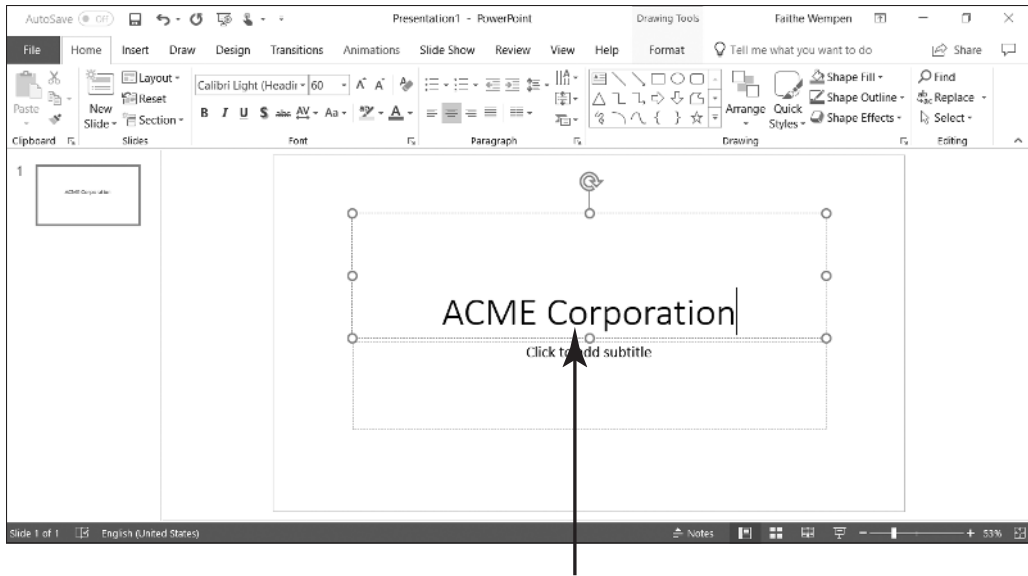 AutoSave Off Presentation1 - PowerPoint Drawing Tools Faithe Wempen
File Home Insert Draw Design Transitions Animations Slide Show Review View Help Format Tell me what you want to do Share
Paste New Slide Layout Reset Section
Calibri Light (Headir 60 A A
B I U S abc AV Aa A
Arrange Quick Styles Shape Fill Shape Outline Shape Effects
Find Replace Select
Clipboard Slides Font Paragraph Drawing Editing
1
ACME Corporation
ACME Corporation
Click to add subtitle
Slide 1 of 1 English (United States) Notes 53%